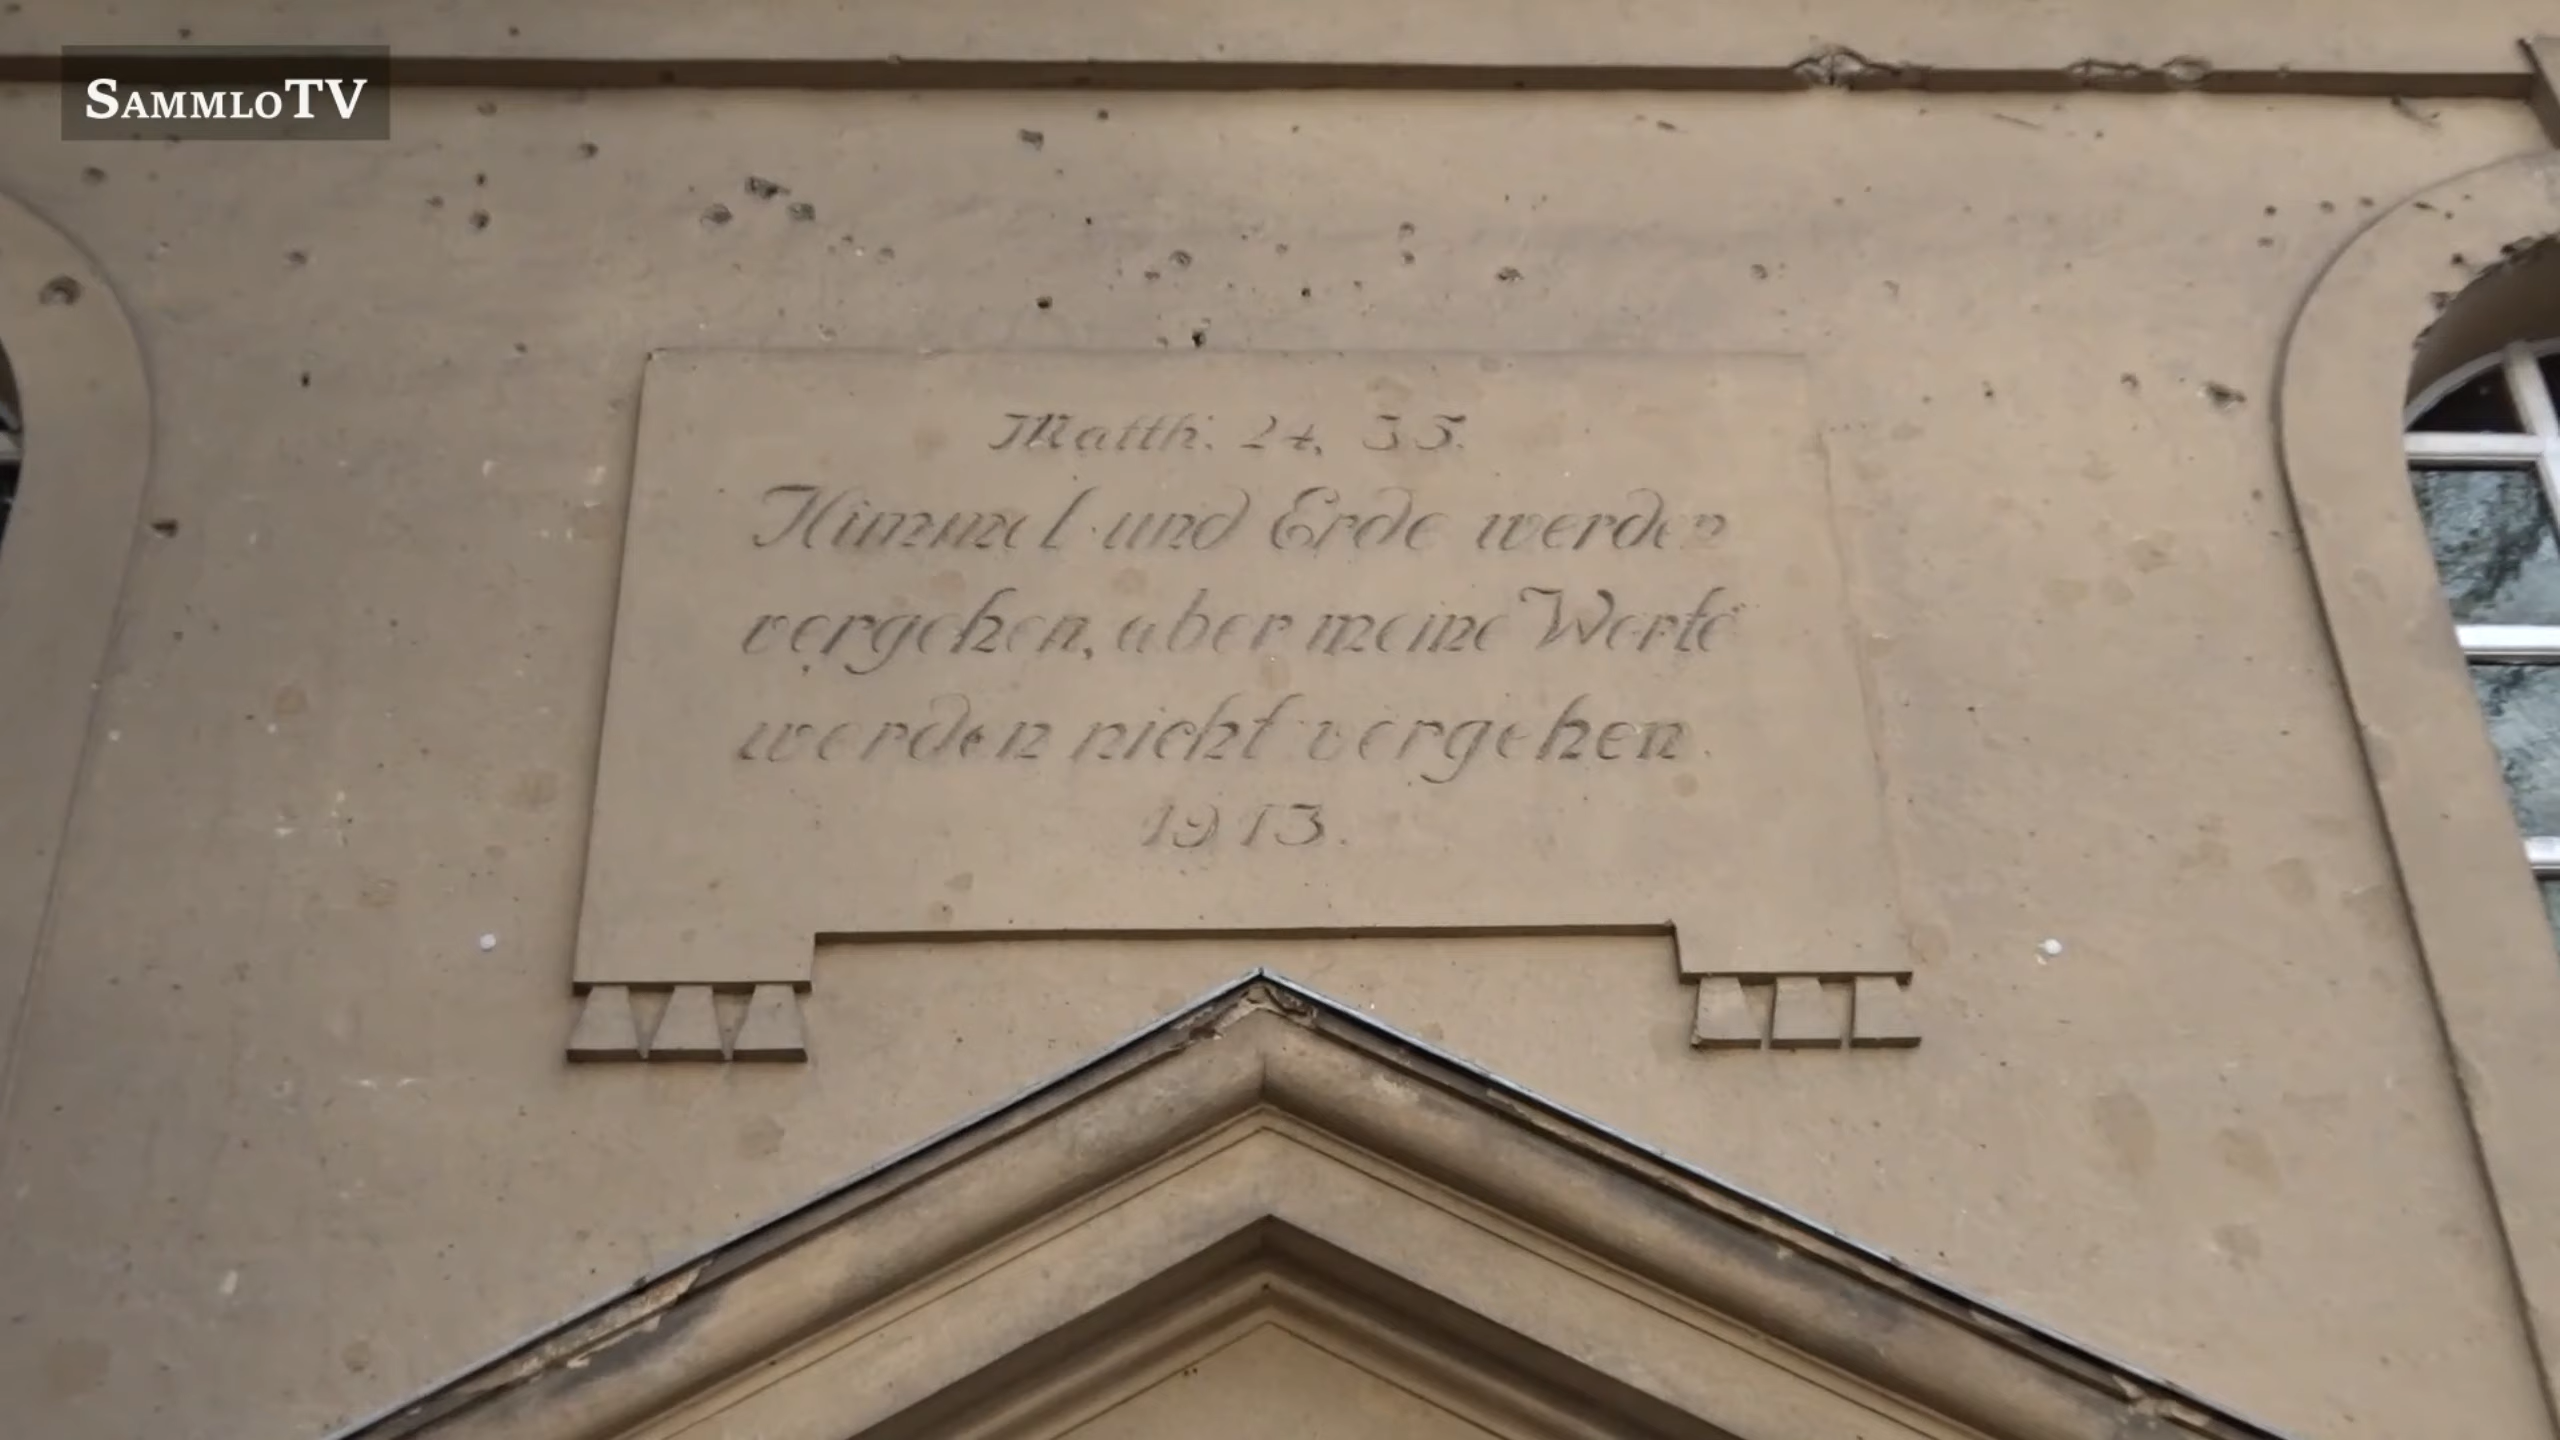 SammloTV
Matth. 24, 35.
Himmel und Erde werden
vergehen, aber meine Worte
werden nicht vergehen.
1913.